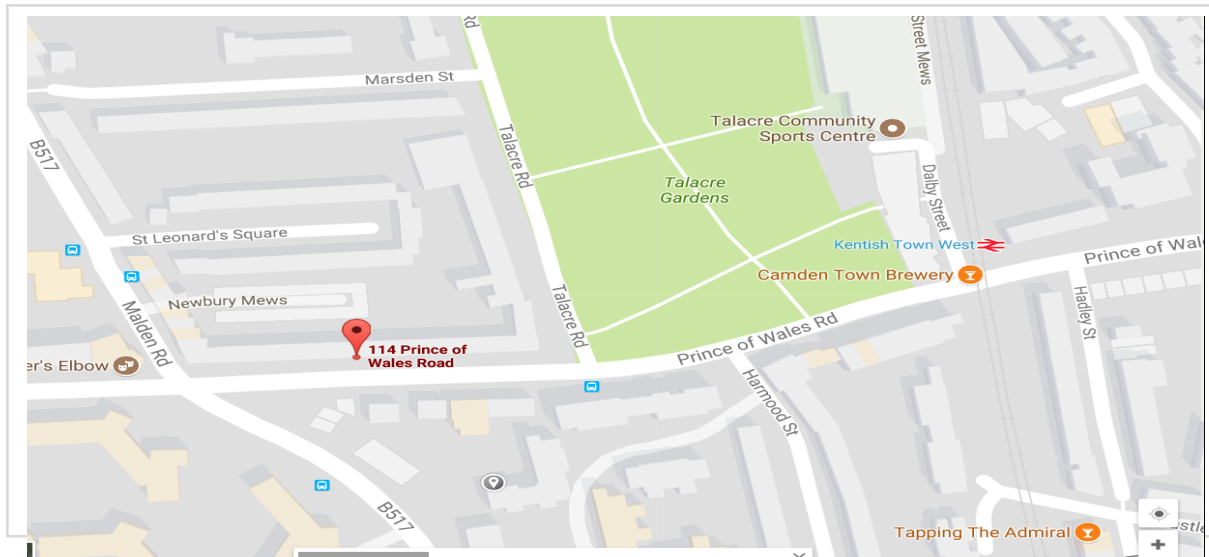 Rd
Street Mews
Marsden St
Talacre Community
Sports Centre
B517
Talacre Rd
Talacre
Gardens
Dalby Street
St Leonard's Square
Kentish Town West
Prince of Wal
Camden Town Brewery
Newbury Mews
Malden Rd
Talacre Rd
Hadley St
114 Prince of
Wales Road
Prince of Wales Rd
er's Elbow
Harmood St
B517
Tapping The Admiral
stle
+